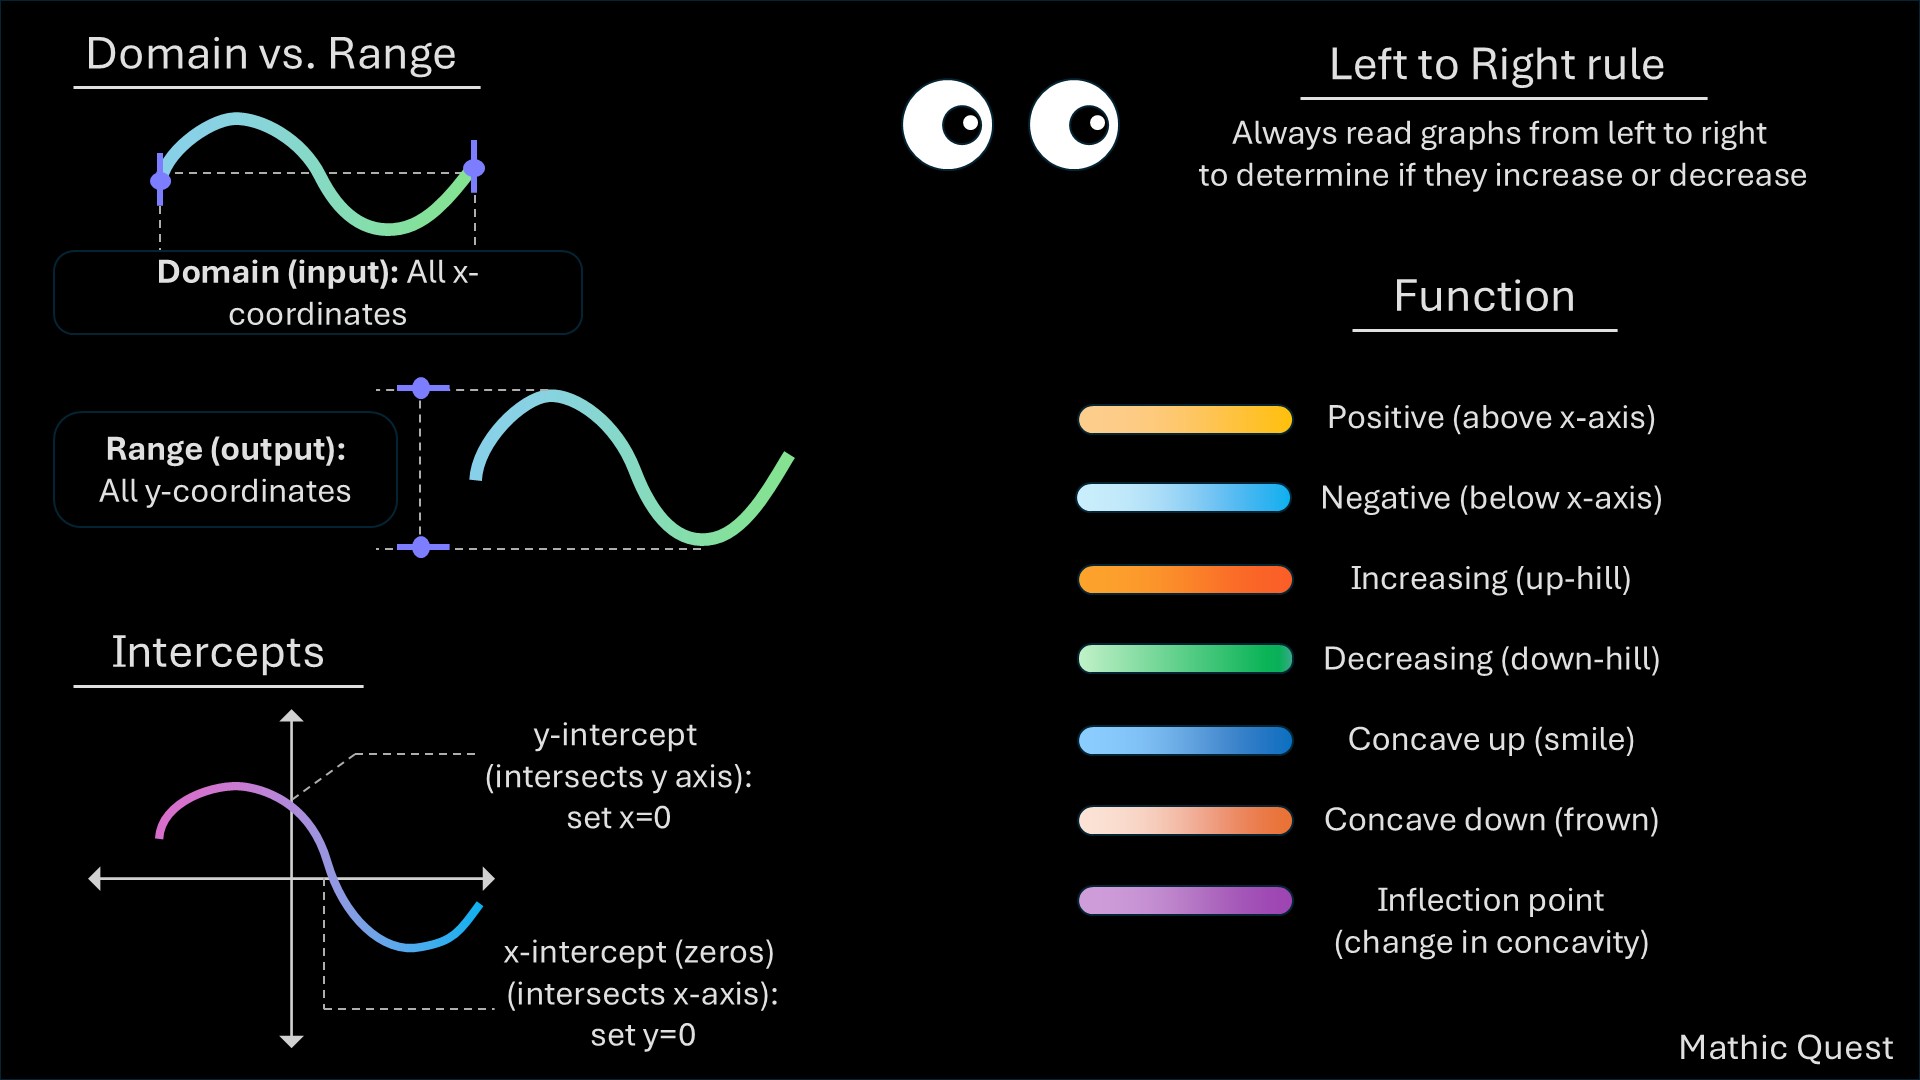 Domain vs. Range
Domain (input): All x-
coordinates
Range (output):
All y-coordinates
Intercepts
y-intercept
(intersects y axis):
set x=0
x-intercept (zeros)
(intersects x-axis):
set y=0
Left to Right rule
Always read graphs from left to right
to determine if they increase or decrease
Function
Positive (above x-axis)
Negative (below x-axis)
Increasing (up-hill)
Decreasing (down-hill)
Concave up (smile)
Concave down (frown)
Inflection point
(change in concavity)
Mathic Quest